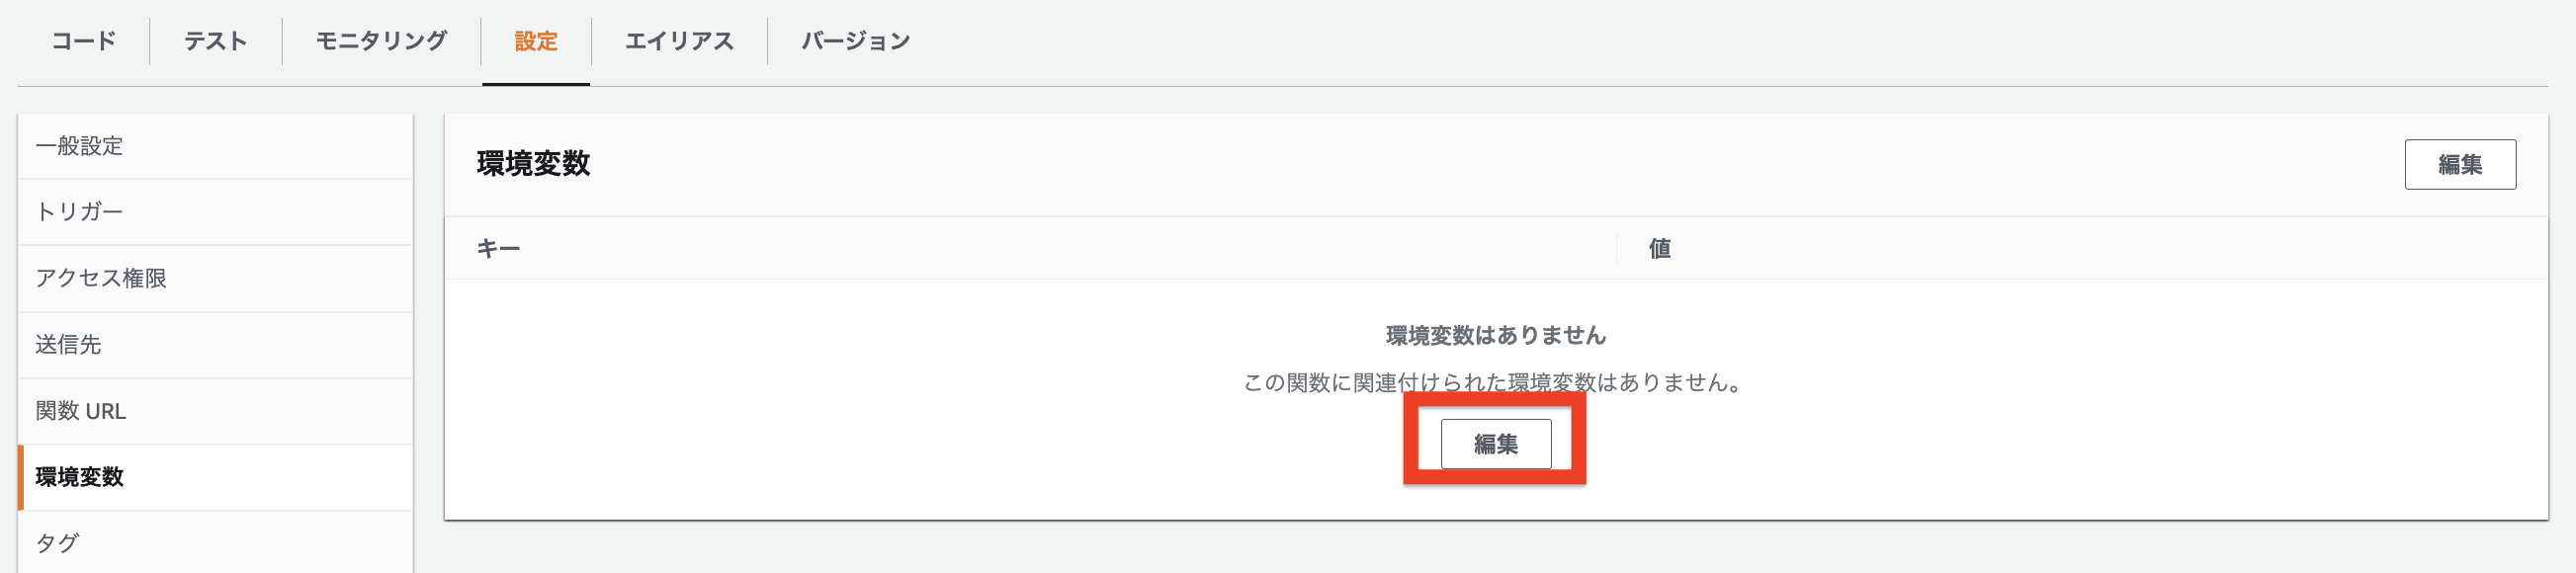 コード テスト モニタリング 設定 エイリアス バージョン
一般設定
トリガー
アクセス権限
送信先
関数 URL
環境変数
タグ
環境変数
編集
キー 値
環境変数はありません
この関数に関連付けられた環境変数はありません。
編集